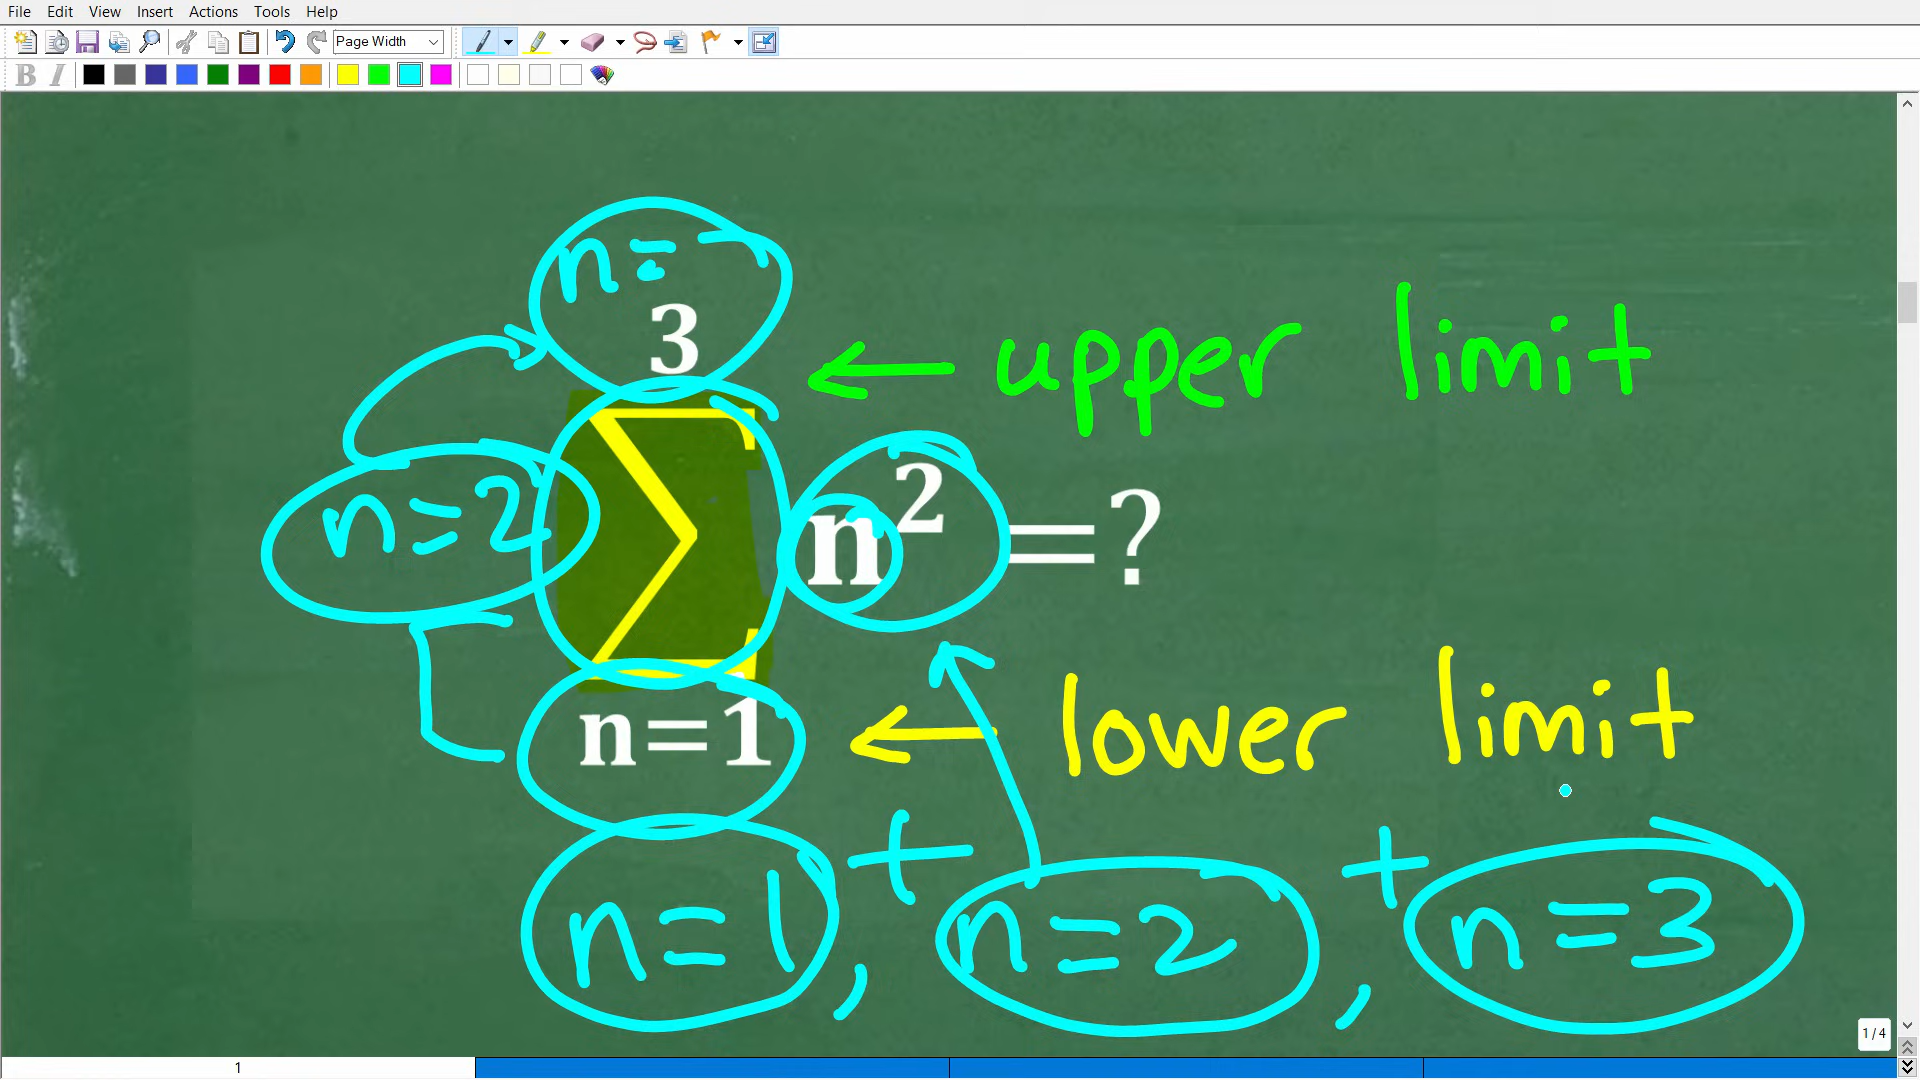 File Edit View Insert Actions Tools Help
Page Width
B I
n=
3
← upper limit
n=2
∑ n² =?
n=1
← lower limit
n=1, + n=2, + n=3
1 / 4
1